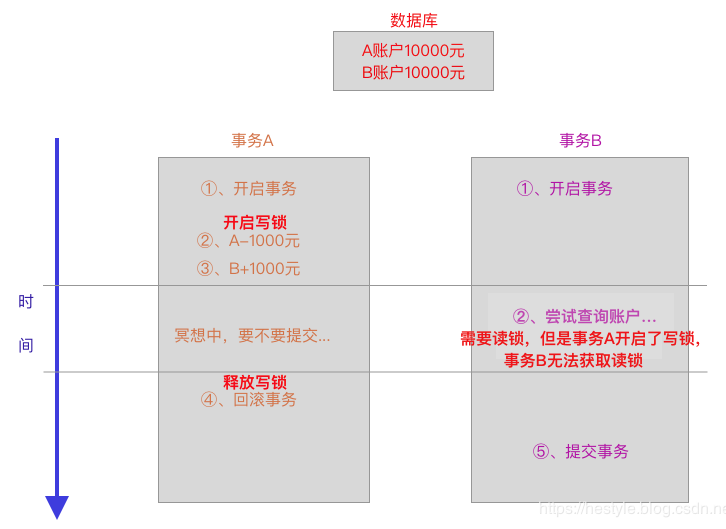 数据库
A账户10000元
B账户10000元
事务A
事务B
①、开启事务
①、开启事务
开启写锁
②、A-1000元
③、B+1000元
时
间
冥想中，要不要提交...
②、尝试查询账户...
需要读锁，但是事务A开启了写锁，
事务B无法获取读锁
释放写锁
④、回滚事务
⑤、提交事务
https://hestyle.blog.csdn.n